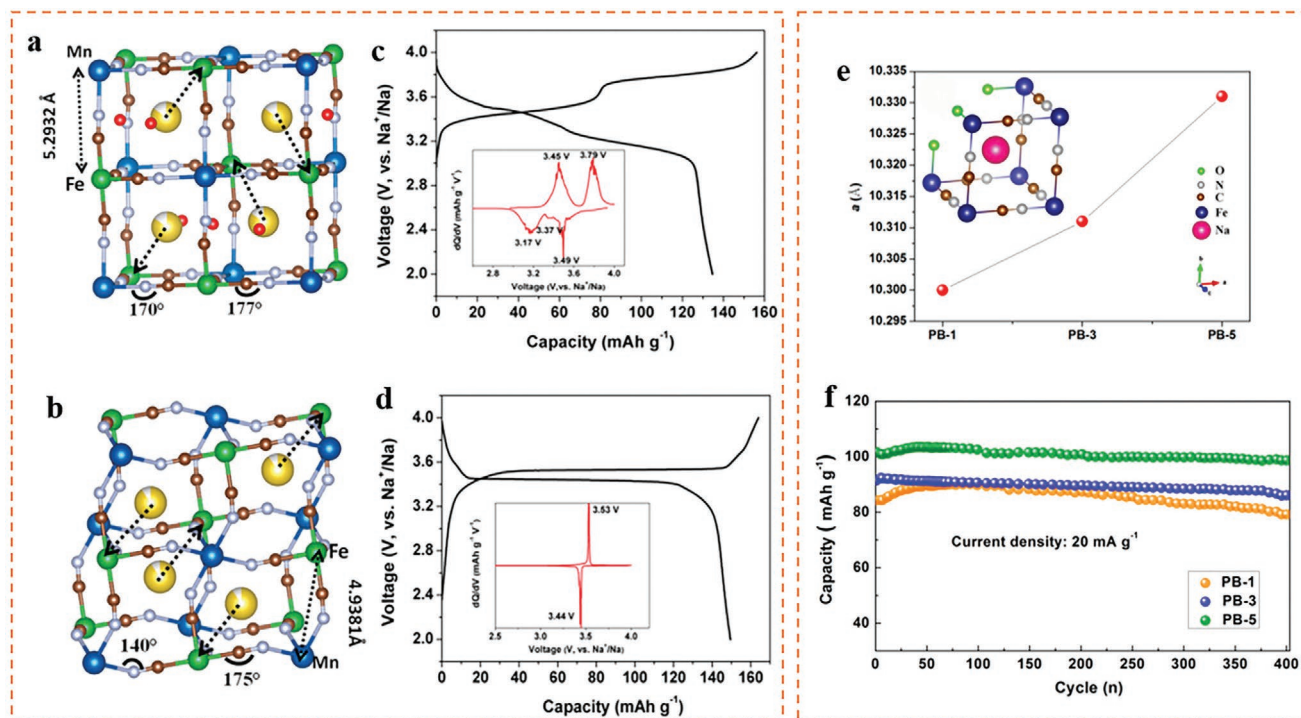 a
Mn
5.2932 Å
Fe
170°
177°
c
Voltage (V, vs. Na⁺/Na)
4.0
3.6
3.2
2.8
2.4
2.0
dQ/dV (mAh g⁻¹ V⁻¹)
3.45 V
3.79 V
3.17 V
3.37 V
3.49 V
2.8
3.2
3.6
4.0
Voltage (V,vs. Na⁺/Na)
0
20
40
60
80
100
120
140
160
Capacity (mAh g⁻¹)
b
Fe
4.9381Å
140°
175°
Mn
d
Voltage (V, vs. Na⁺/Na)
4.0
3.6
3.2
2.8
2.4
2.0
dQ/dV (mAh g⁻¹ V⁻¹)
3.53 V
3.44 V
2.5
3.0
3.5
4.0
Voltage (V, vs. Na⁺/Na)
0
20
40
60
80
100
120
140
160
Capacity (mAh g⁻¹)
e
a (Å)
10.335
10.330
10.325
10.320
10.315
10.310
10.305
10.300
10.295
O
N
C
Fe
Na
b
a
c
PB-1
PB-3
PB-5
f
Capacity ( mAh g⁻¹)
120
100
80
60
40
Current density: 20 mA g⁻¹
PB-1
PB-3
PB-5
0
50
100
150
200
250
300
350
400
Cycle (n)